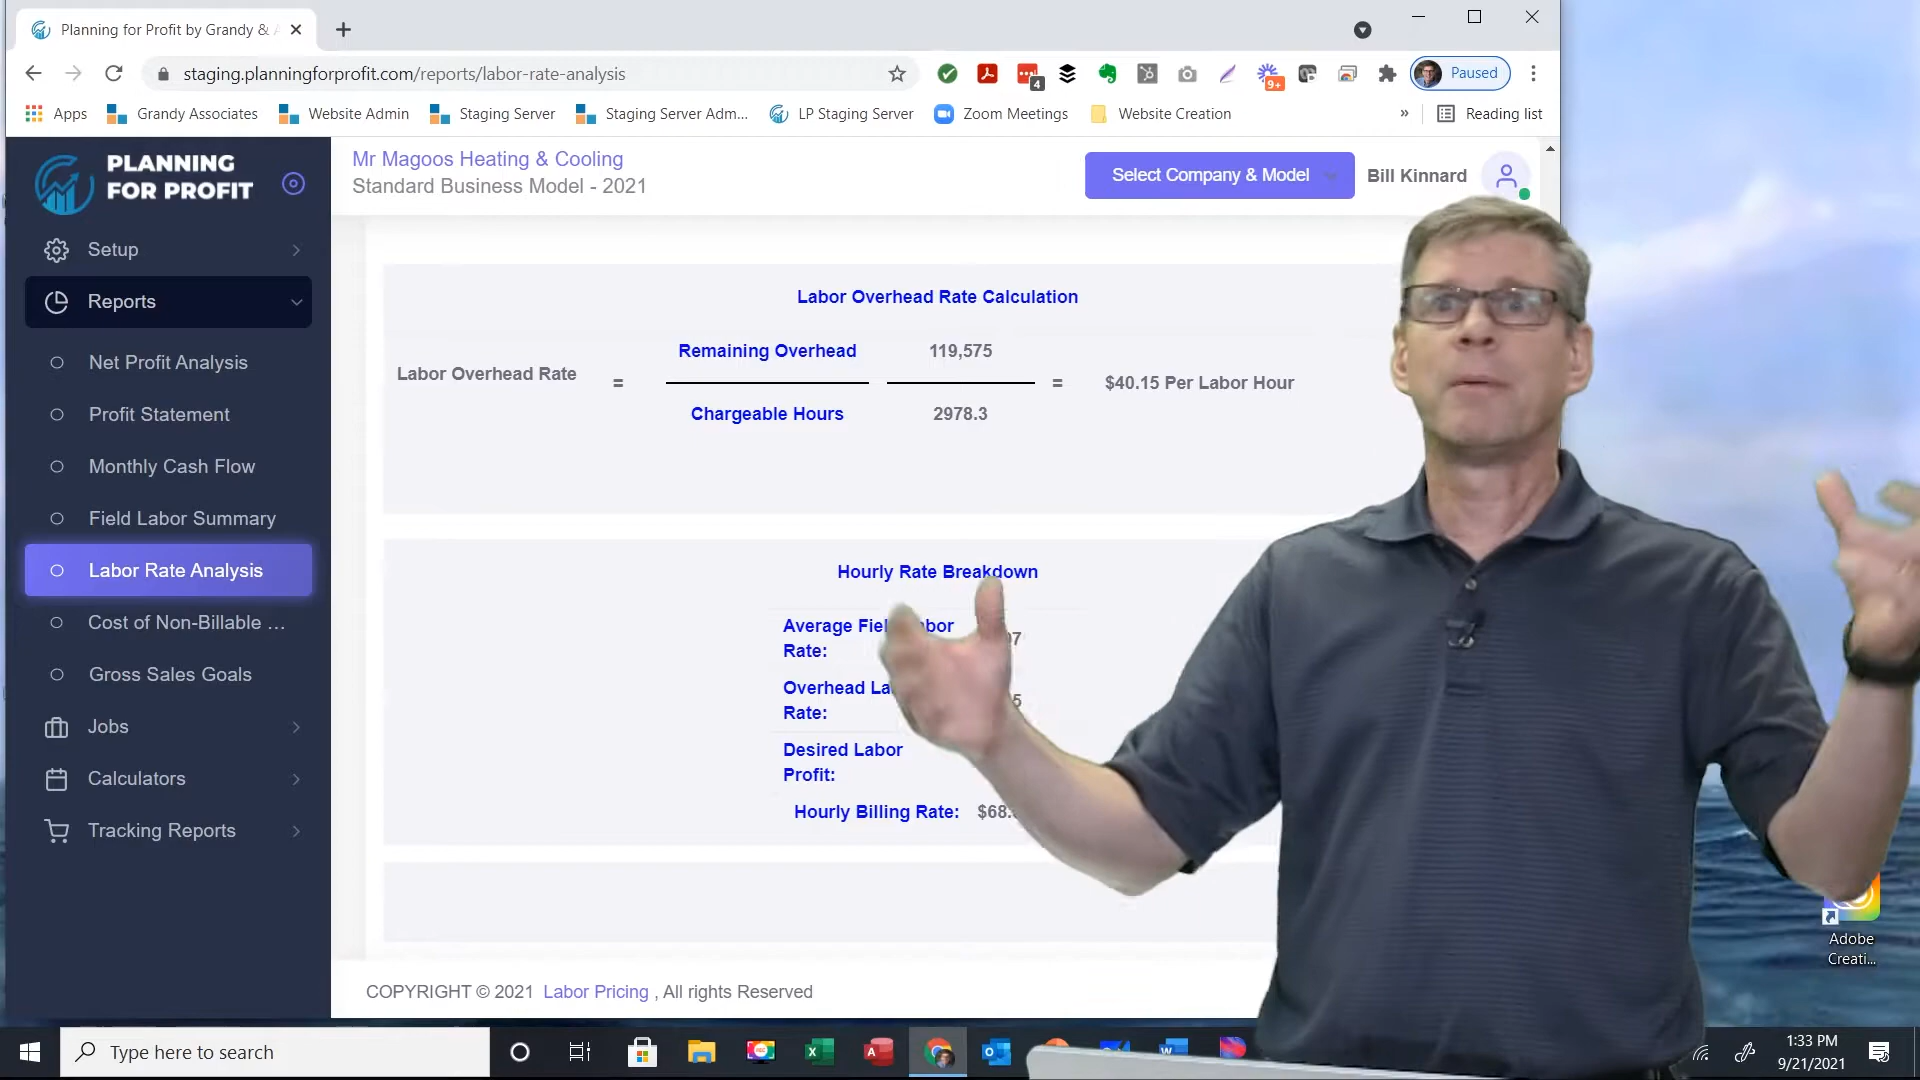 Planning for Profit by Grandy & A
staging.planningforprofit.com/reports/labor-rate-analysis
4
9+
Paused
Apps
Grandy Associates
Website Admin
Staging Server
Staging Server Adm...
LP Staging Server
Zoom Meetings
Website Creation
»
Reading list
PLANNING
FOR PROFIT
Mr Magoos Heating & Cooling
Standard Business Model - 2021
Select Company & Model
Bill Kinnard
Setup
Reports
Net Profit Analysis
Profit Statement
Monthly Cash Flow
Field Labor Summary
Labor Rate Analysis
Cost of Non-Billable ...
Gross Sales Goals
Jobs
Calculators
Tracking Reports
Labor Overhead Rate Calculation
Labor Overhead Rate
=
Remaining Overhead
119,575
=
$40.15 Per Labor Hour
Chargeable Hours
2978.3
Hourly Rate Breakdown
Average
Rate:
Overhead
Rate:
Desired Labor
Profit:
Hourly Billing Rate: $68.
COPYRIGHT © 2021 Labor Pricing , All rights Reserved
Adobe
Creati...
Type here to search
1:33 PM
9/21/2021